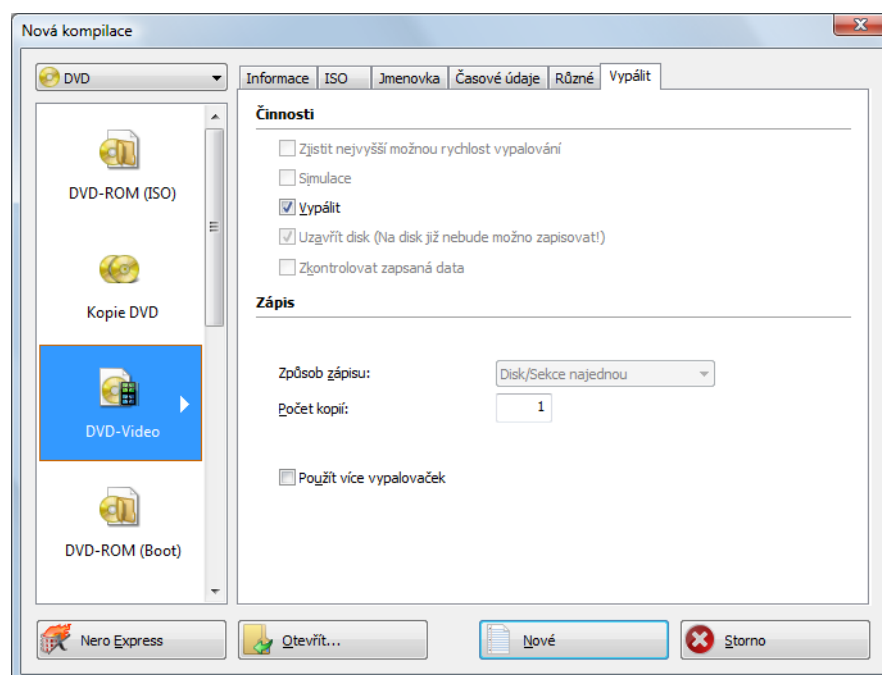 Nová kompilace
DVD
Informace ISO Jmenovka Časové údaje Různé Vypálit
DVD-ROM (ISO)
Kopie DVD
DVD-Video
DVD-ROM (Boot)
Činnosti
Zjistit nejvyšší možnou rychlost vypalování
Simulace
Vypálit
Uzavřít disk (Na disk již nebude možno zapisovat!)
Zkontrolovat zapsaná data
Zápis
Způsob zápisu: Disk/Sekce najednou
Počet kopií: 1
Použít více vypalovaček
Nero Express Otevřít... Nové Storno